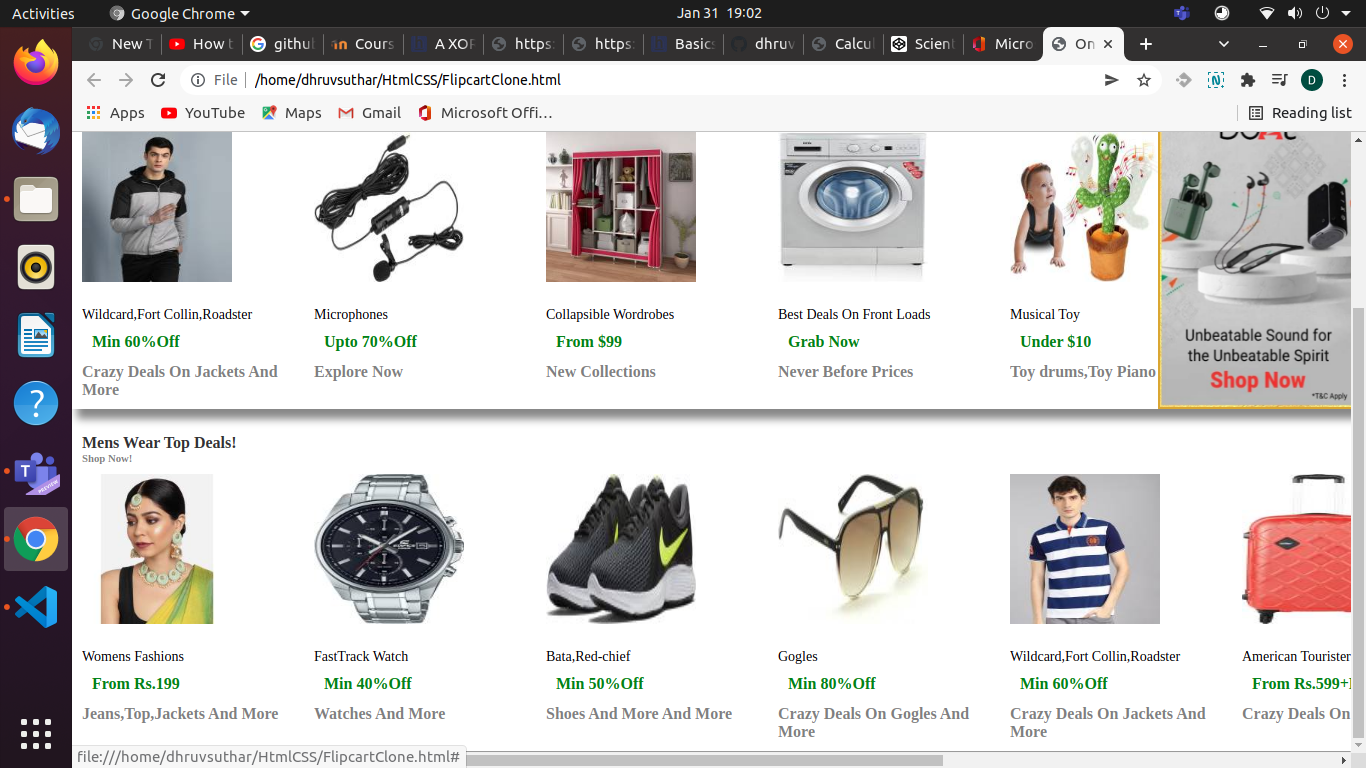 Activities
Google Chrome
Jan 31 19:02
New T
How t
githu
Cours
A XOR
https:
https:
Basics
dhruv
Calcul
Scient
Micro
On
File
/home/dhruvsuthar/HtmlCSS/FlipcartClone.html
D
Apps
YouTube
Maps
Gmail
Microsoft Offi…
Reading list
Wildcard,Fort Collin,Roadster
Microphones
Collapsible Wordrobes
Best Deals On Front Loads
Musical Toy
Min 60%Off
Upto 70%Off
From $99
Grab Now
Under $10
Crazy Deals On Jackets And
More
Explore Now
New Collections
Never Before Prices
Toy drums,Toy Piano
Unbeatable Sound for
the Unbeatable Spirit
Shop Now
*T&C Apply
Mens Wear Top Deals!
Shop Now!
Womens Fashions
FastTrack Watch
Bata,Red-chief
Gogles
Wildcard,Fort Collin,Roadster
American Tourister
From Rs.199
Min 40%Off
Min 50%Off
Min 80%Off
Min 60%Off
From Rs.599+
Jeans,Top,Jackets And More
Watches And More
Shoes And More And More
Crazy Deals On Gogles And
More
Crazy Deals On Jackets And
More
Crazy Deals On
file:///home/dhruvsuthar/HtmlCSS/FlipcartClone.html#